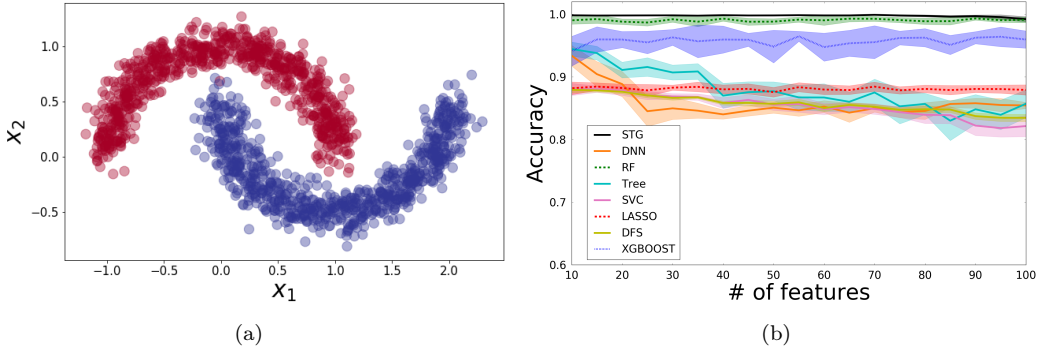 1.0
0.5
0.0
−0.5
x2
−1.0 −0.5 0.0 0.5 1.0 1.5 2.0
x1
(a)
1.0
0.9
0.8
0.7
0.6
Accuracy
STG
DNN
RF
Tree
SVC
LASSO
DFS
XGBOOST
10 20 30 40 50 60 70 80 90 100
# of features
(b)